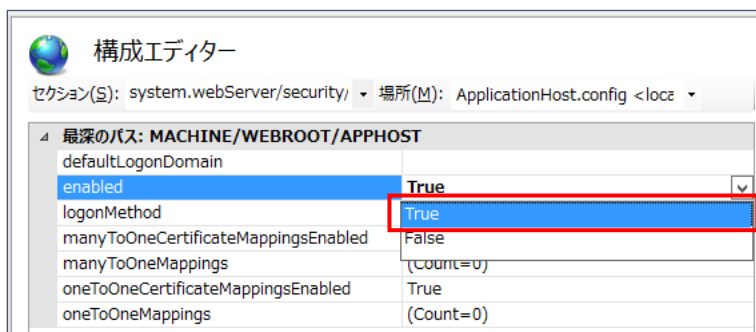 構成エディター
セクション(S): system.webServer/security/ 場所(M): ApplicationHost.config <loca
最深のパス: MACHINE/WEBROOT/APPHOST
defaultLogonDomain
enabled True
logonMethod True
manyToOneCertificateMappingsEnabled False
manyToOneMappings (Count=0)
oneToOneCertificateMappingsEnabled True
oneToOneMappings (Count=0)